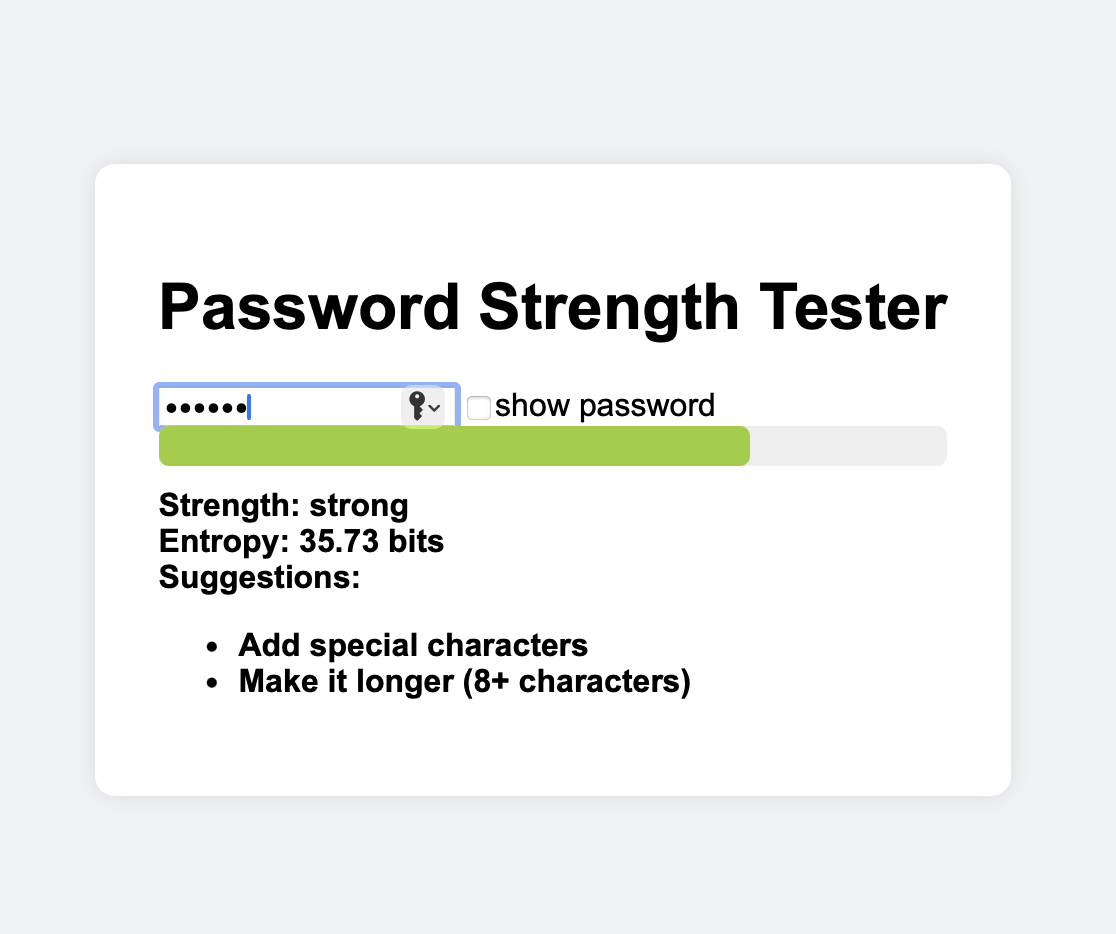 Password Strength Tester
•••••• show password
Strength: strong
Entropy: 35.73 bits
Suggestions:
• Add special characters
• Make it longer (8+ characters)